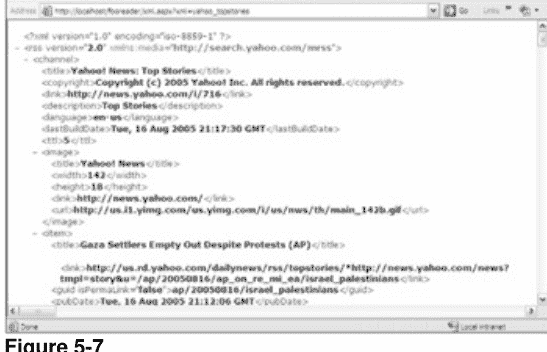 Address http://localhost/fooreader/xml.aspx?xml=yahoo_topstories Go Links
<?xml version="1.0" encoding="iso-8859-1" ?>
- <rss version="2.0" xmlns:media="http://search.yahoo.com/mrss">
- <channel>
<title>Yahoo! News: Top Stories</title>
<copyright>Copyright (c) 2005 Yahoo! Inc. All rights reserved.</copyright>
<link>http://news.yahoo.com/i/716</link>
<description>Top Stories</description>
<language>en-us</language>
<lastBuildDate>Tue, 16 Aug 2005 21:17:30 GMT</lastBuildDate>
<ttl>5</ttl>
- <image>
<title>Yahoo! News</title>
<width>142</width>
<height>18</height>
<link>http://news.yahoo.com/</link>
<url>http://us.i1.yimg.com/us.yimg.com/i/us/nws/th/main_142b.gif</url>
</image>
- <item>
<title>Gaza Settlers Empty Out Despite Protests (AP)</title>
<link>http://us.rd.yahoo.com/dailynews/rss/topstories/*http://news.yahoo.com/news?
tmpl=story&u=/ap/20050816/ap_on_re_mi_ea/israel_palestinians</link>
<guid isPermaLink="false">ap/20050816/israel_palestinians</guid>
<pubDate>Tue, 16 Aug 2005 21:12:06 GMT</pubDate>
Done Local intranet
Figure 5-7